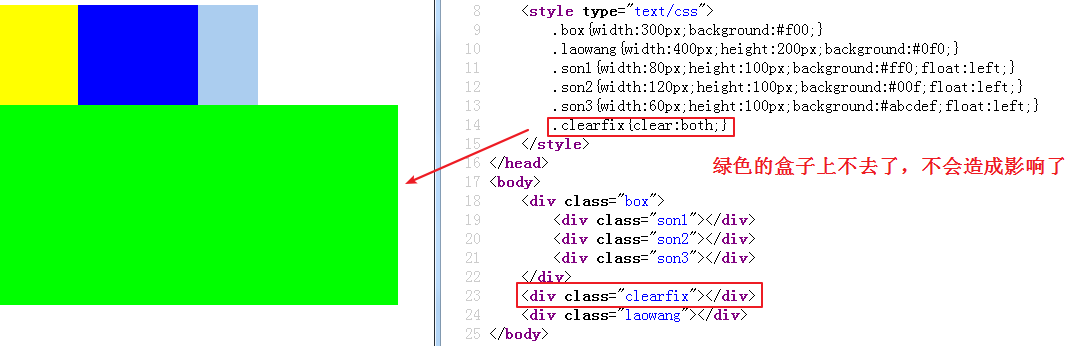 8 <style type="text/css">
9 .box{width:300px;background:#f00;}
10 .laowang{width:400px;height:200px;background:#0f0;}
11 .son1{width:80px;height:100px;background:#ff0;float:left;}
12 .son2{width:120px;height:100px;background:#00f;float:left;}
13 .son3{width:60px;height:100px;background:#abcdef;float:left;}
14 .clearfix{clear:both;}
15 </style>
16 </head>
绿色的盒子上不去了，不会造成影响了
17 <body>
18 <div class="box">
19 <div class="son1"></div>
20 <div class="son2"></div>
21 <div class="son3"></div>
22 </div>
23 <div class="clearfix"></div>
24 <div class="laowang"></div>
25 </body>